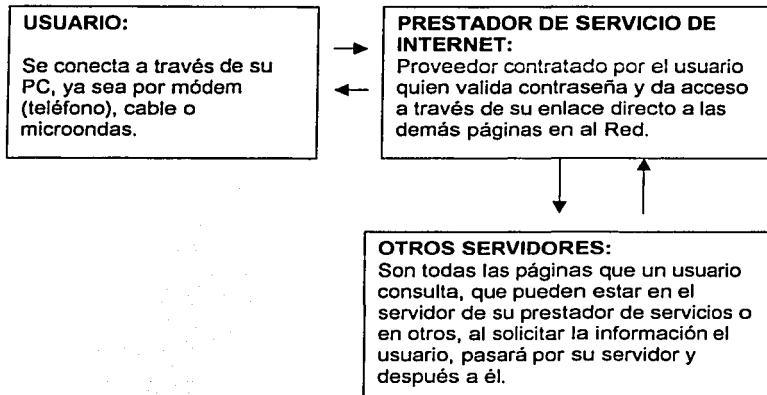 USUARIO:
Se conecta a través de su
PC, ya sea por módem
(teléfono), cable o
microondas.
PRESTADOR DE SERVICIO DE
INTERNET:
Proveedor contratado por el usuario
quien valida contraseña y da acceso
a través de su enlace directo a las
demás páginas en al Red.
OTROS SERVIDORES:
Son todas las páginas que un usuario
consulta, que pueden estar en el
servidor de su prestador de servicios o
en otros, al solicitar la información el
usuario, pasará por su servidor y
después a él.